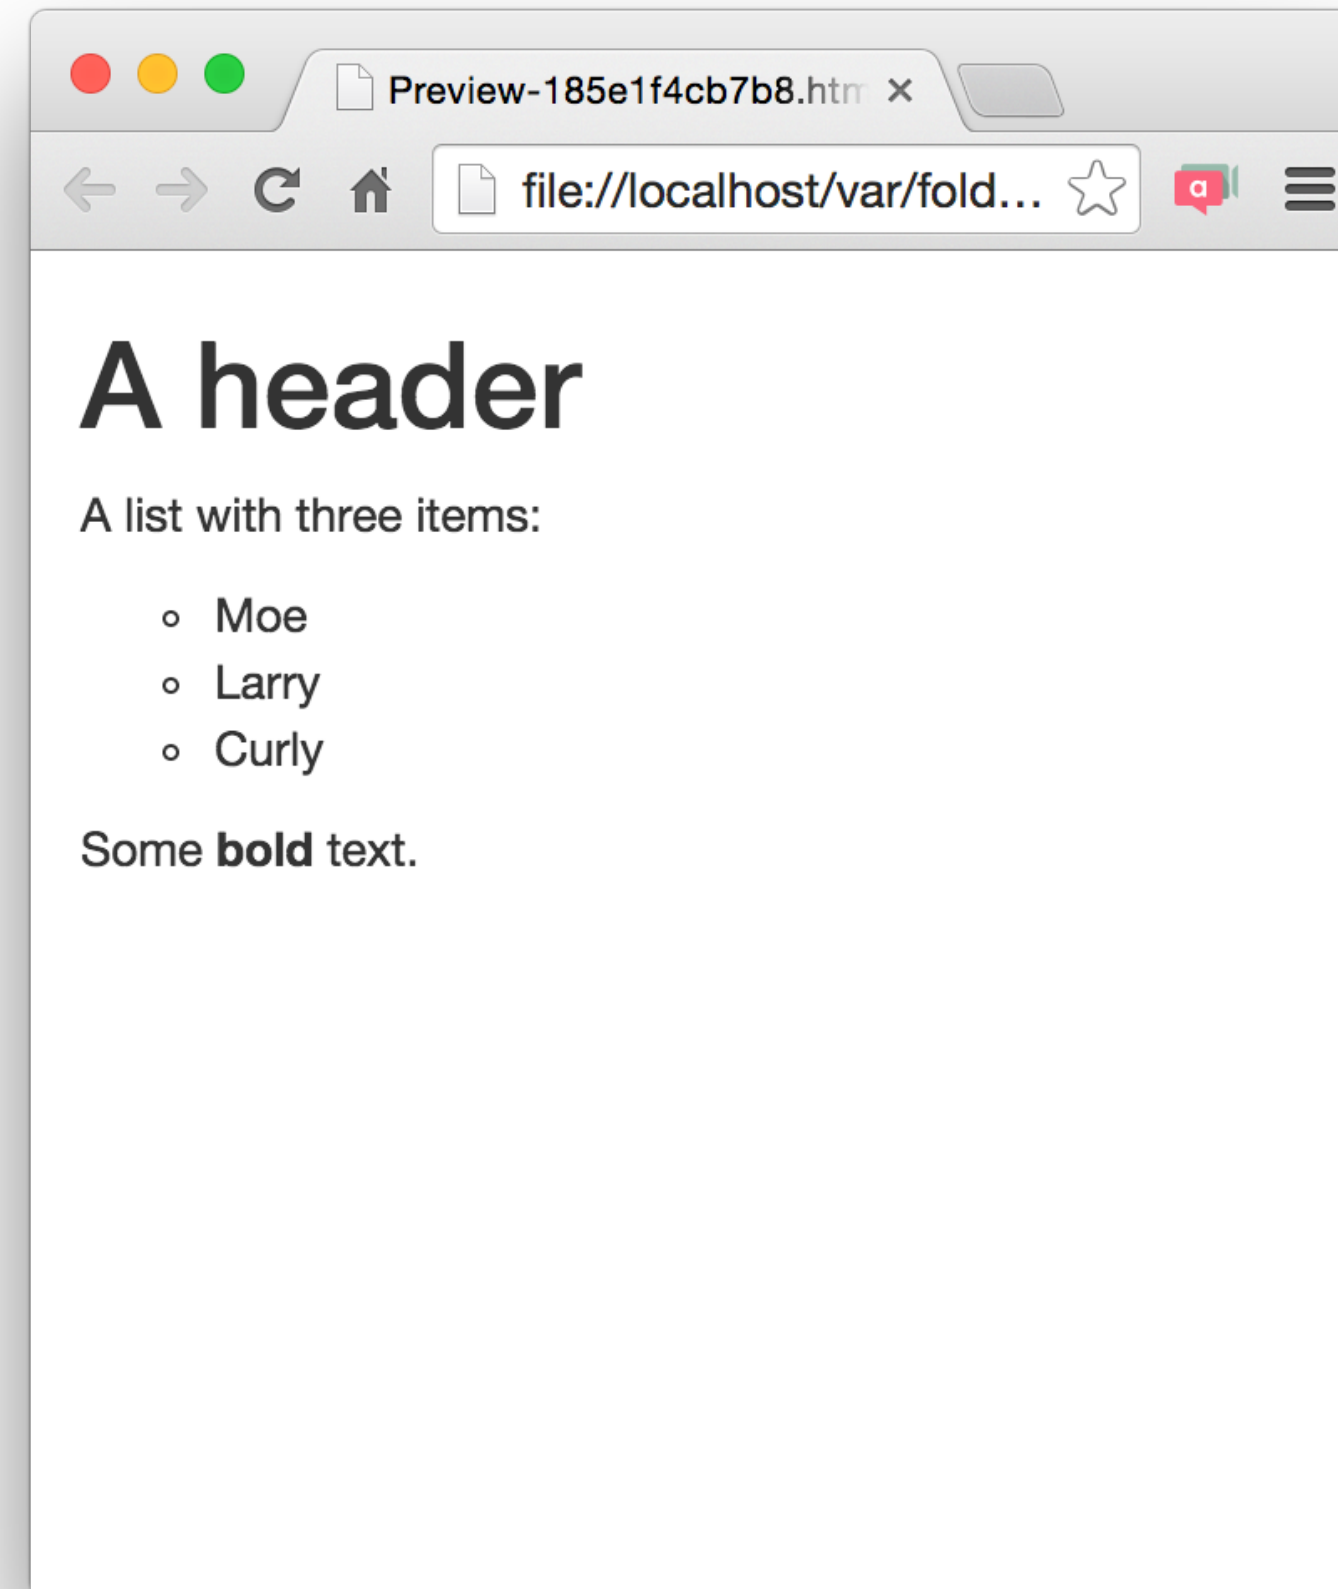 Preview-185e1f4cb7b8.htm
file://localhost/var/fold...
a
A header
A list with three items:
Moe
Larry
Curly
Some bold text.